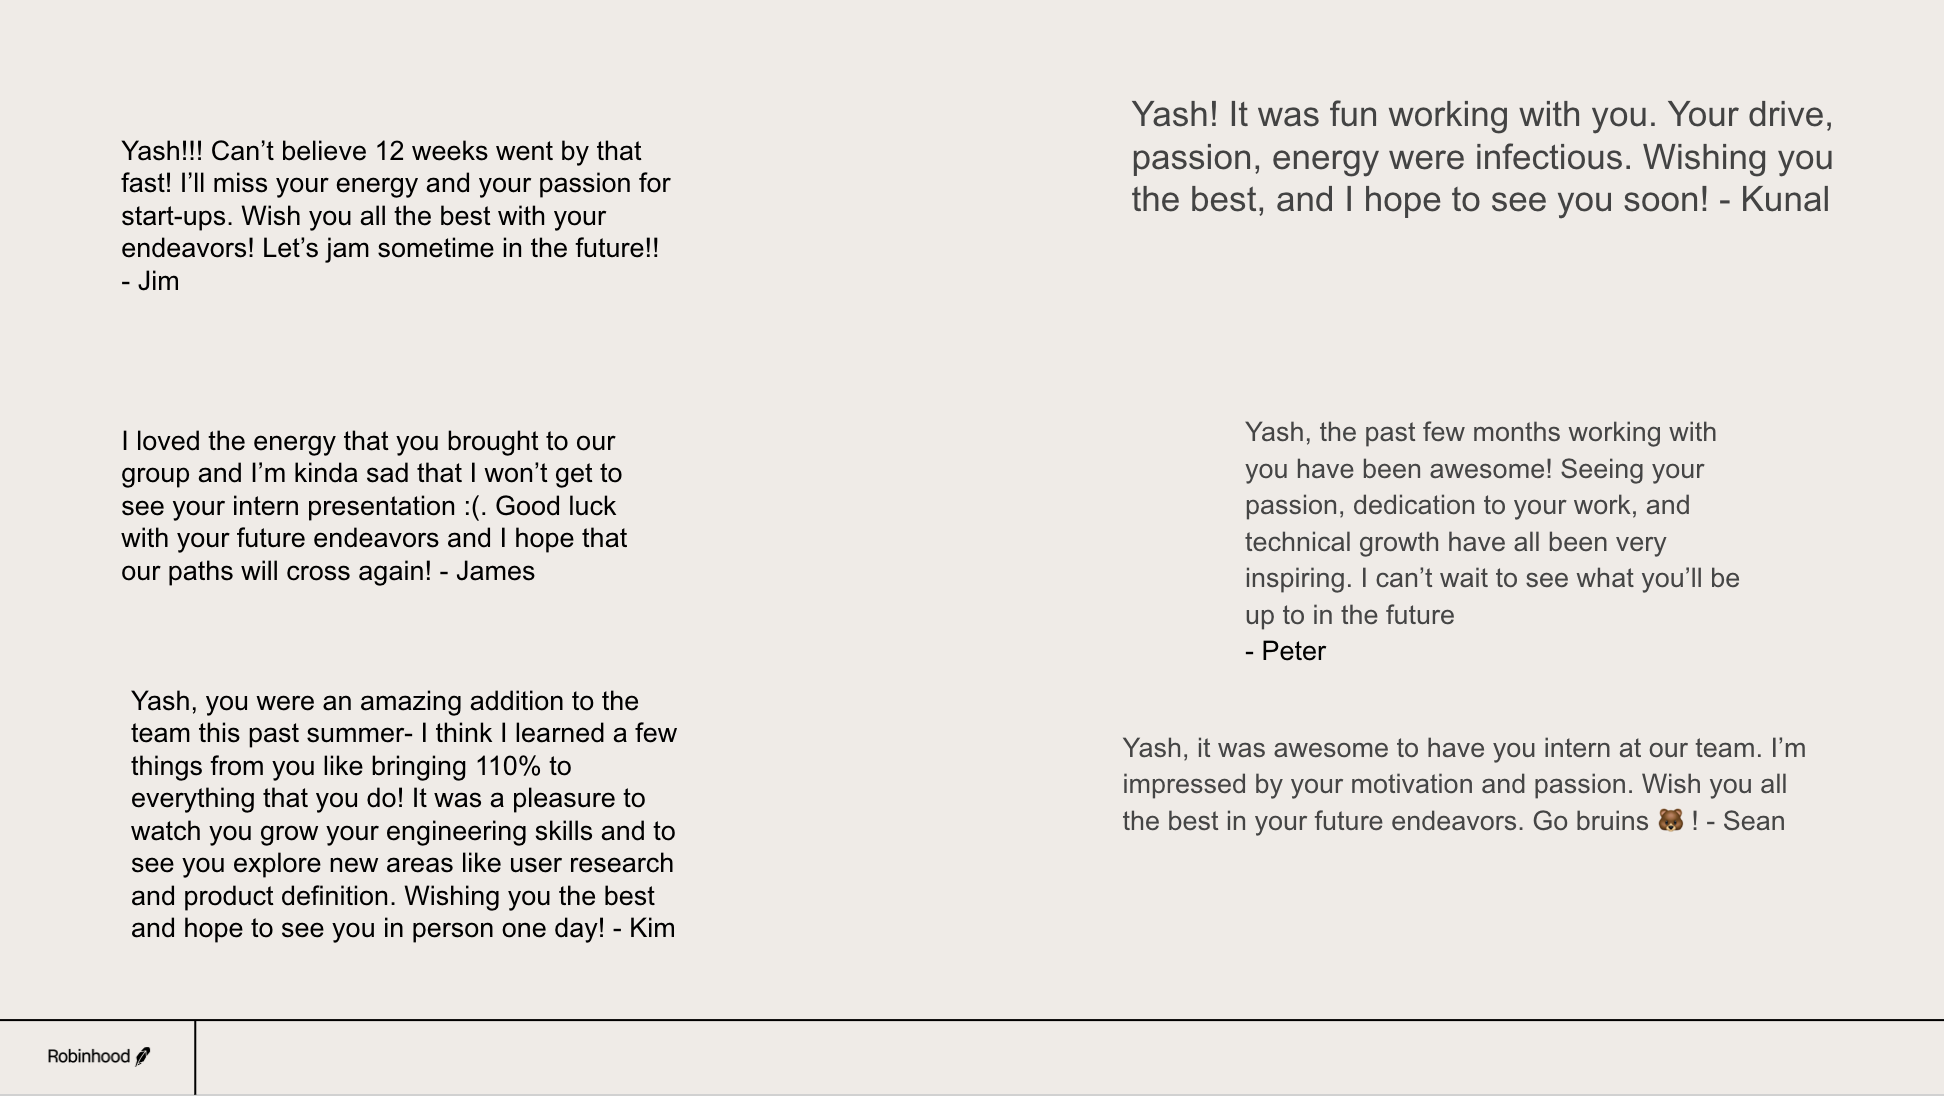 Yash!!! Can’t believe 12 weeks went by that
fast! I’ll miss your energy and your passion for
start-ups. Wish you all the best with your
endeavors! Let’s jam sometime in the future!!
- Jim
I loved the energy that you brought to our
group and I’m kinda sad that I won’t get to
see your intern presentation :(. Good luck
with your future endeavors and I hope that
our paths will cross again! - James
Yash, you were an amazing addition to the
team this past summer- I think I learned a few
things from you like bringing 110% to
everything that you do! It was a pleasure to
watch you grow your engineering skills and to
see you explore new areas like user research
and product definition. Wishing you the best
and hope to see you in person one day! - Kim
Yash! It was fun working with you. Your drive,
passion, energy were infectious. Wishing you
the best, and I hope to see you soon! - Kunal
Yash, the past few months working with
you have been awesome! Seeing your
passion, dedication to your work, and
technical growth have all been very
inspiring. I can’t wait to see what you’ll be
up to in the future
- Peter
Yash, it was awesome to have you intern at our team. I’m
impressed by your motivation and passion. Wish you all
the best in your future endeavors. Go bruins 🐻 ! - Sean
Robinhood